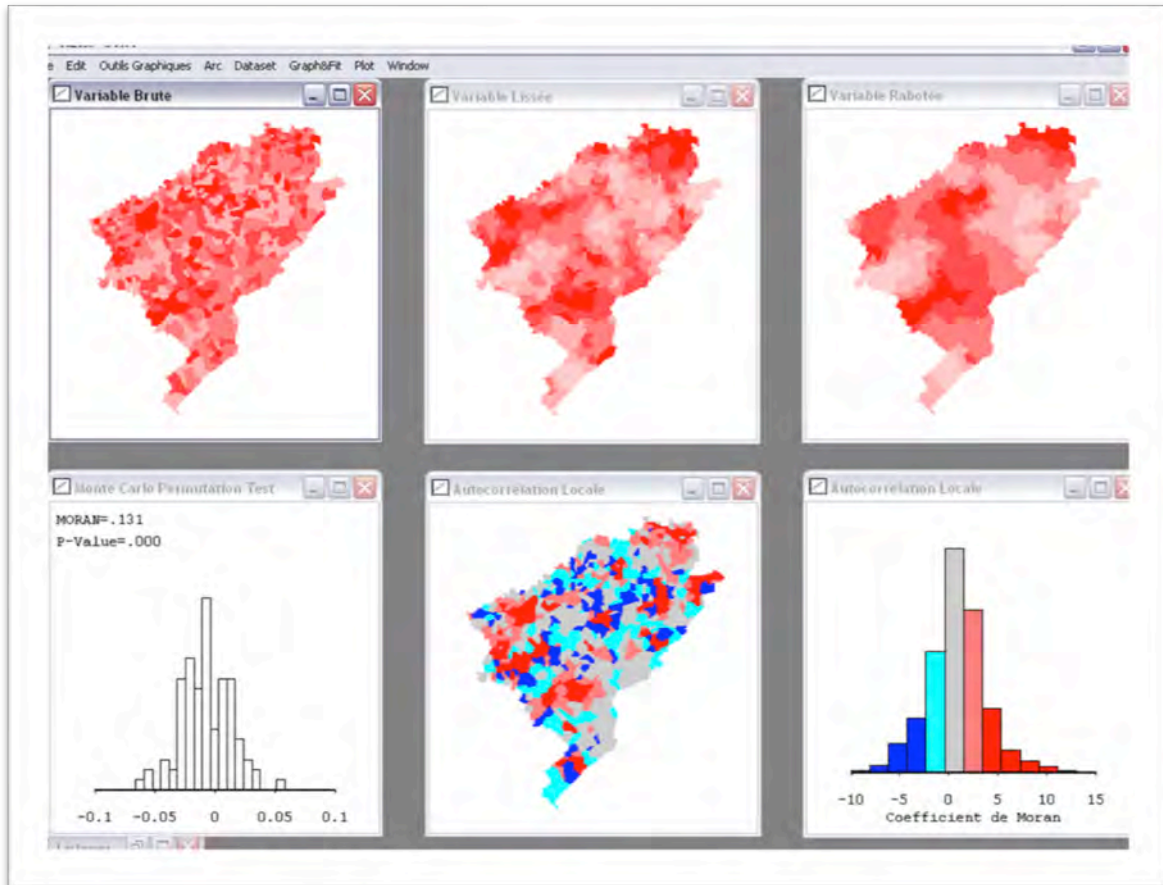 e Edit Outils Graphiques Arc Dataset Graph&Fit Plot Window
Variable Brute
Variable Lissée
Variable Rabotée
Monte Carlo Permutation Test
MORAN=.131
P-Value=.000
-0.1 -0.05 0 0.05 0.1
Autocorrélation Locale
Autocorrélation Locale
-10 -5 0 5 10 15
Coefficient de Moran